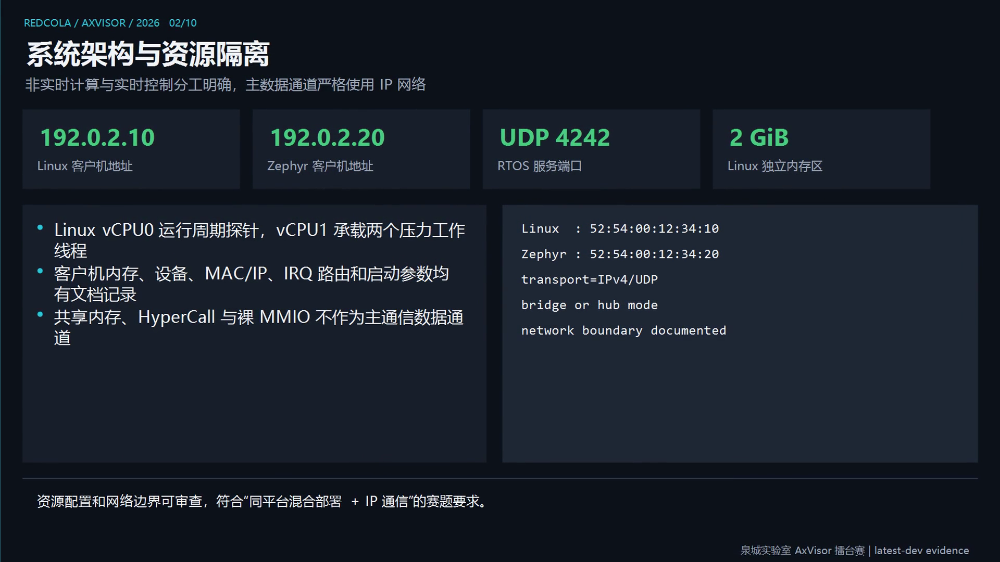 REDCOLA / AXVISOR / 2026   02/10
系统架构与资源隔离
非实时计算与实时控制分工明确，主数据通道严格使用 IP 网络
192.0.2.10
Linux 客户机地址
192.0.2.20
Zephyr 客户机地址
UDP 4242
RTOS 服务端口
2 GiB
Linux 独立内存区
• Linux vCPU0 运行周期探针，vCPU1 承载两个压力工作
线程
• 客户机内存、设备、MAC/IP、IRQ 路由和启动参数均
有文档记录
• 共享内存、HyperCall 与裸 MMIO 不作为主通信数据通
道
Linux  : 52:54:00:12:34:10
Zephyr : 52:54:00:12:34:20
transport=IPv4/UDP
bridge or hub mode
network boundary documented
资源配置和网络边界可审查，符合“同平台混合部署 + IP 通信”的赛题要求。
泉城实验室 AxVisor 擂台赛 | latest-dev evidence